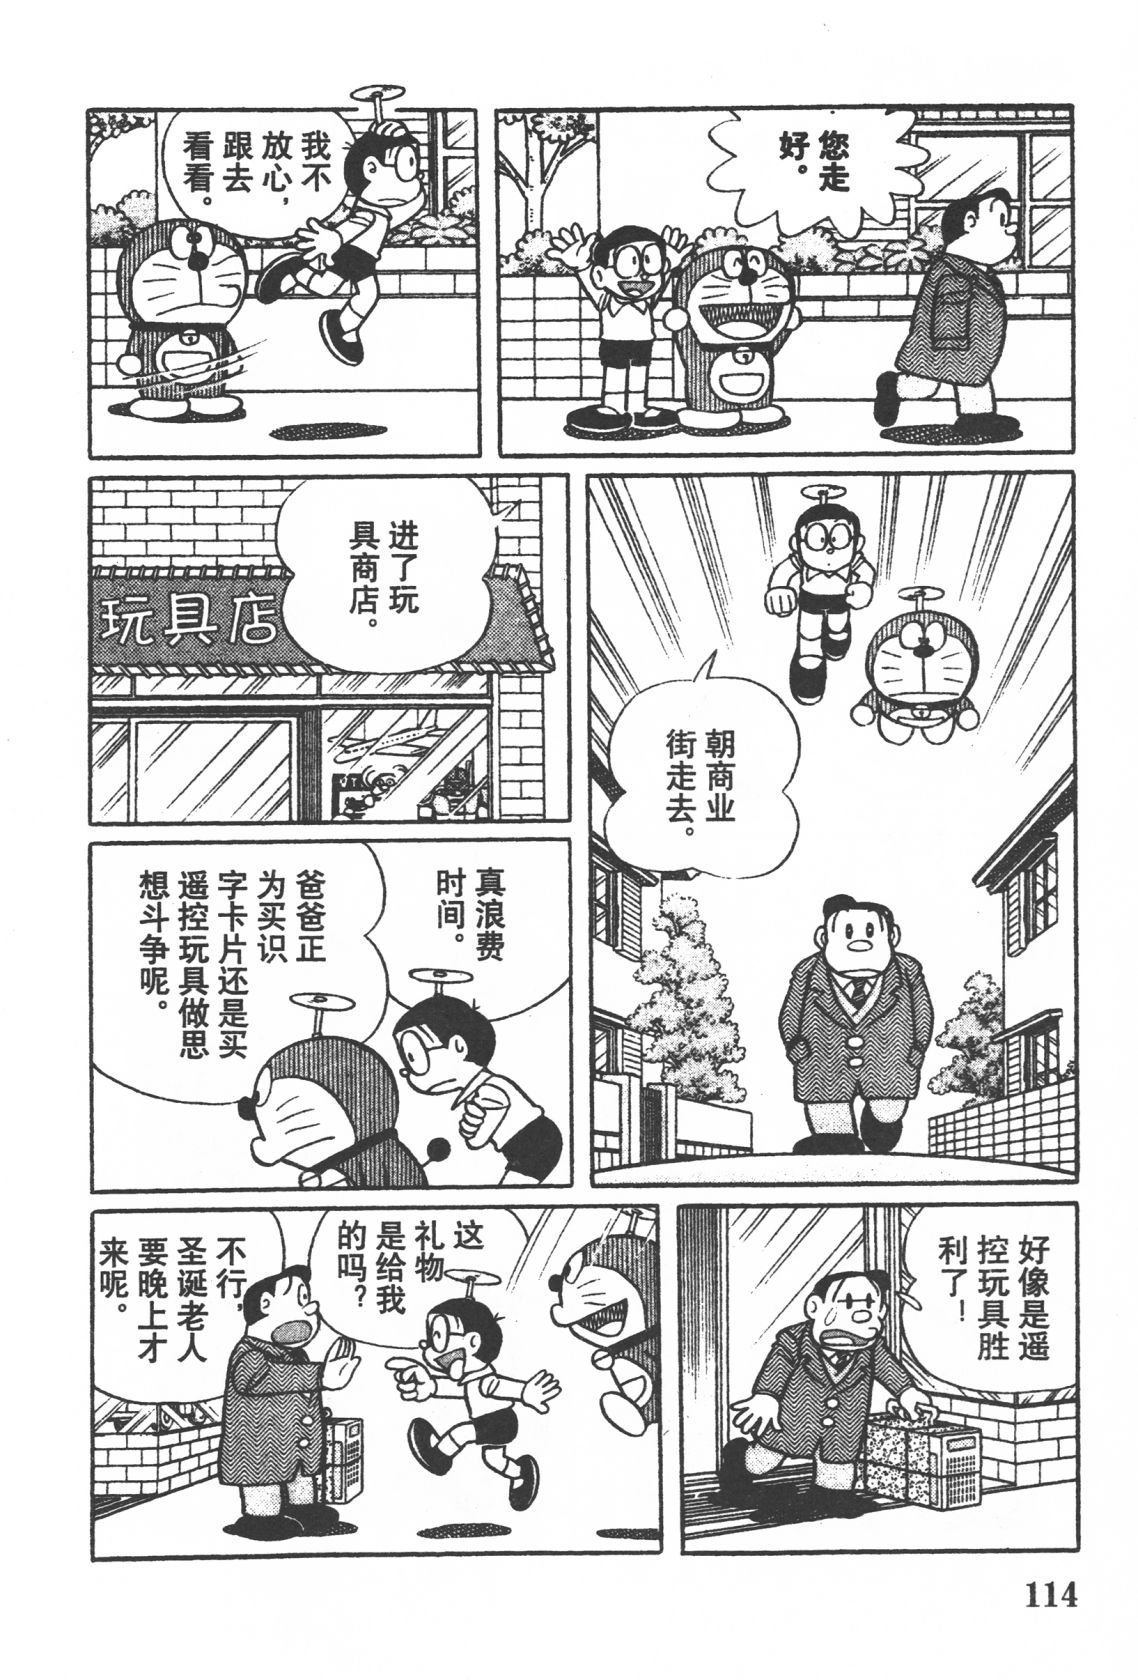 您走
好。
我不
放心，
跟去
看看。
朝商业
街走去。
进了玩
具商店。
玩具店
真浪费
时间。
爸爸正
为买识
字卡片还是买
遥控玩具做思
想斗争呢。
好像是遥
控玩具胜
利了！
这
礼物
是给我
的吗？
不行，
圣诞老人
要晚上才
来呢。
114